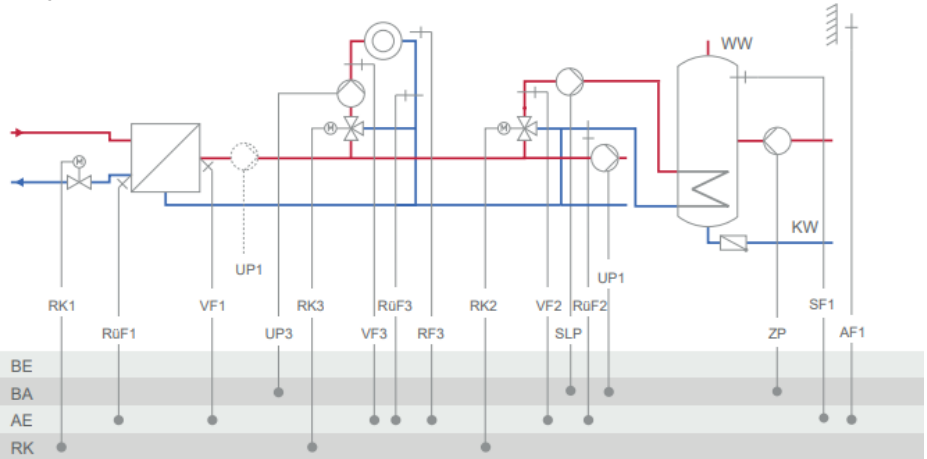 WW
M
M
M
KW
UP1
UP1
RK1
VF1
RK3
RüF3
RK2
VF2
RüF2
SF1
RüF1
UP3
VF3
RF3
SLP
ZP
AF1
BE
BA
AE
RK